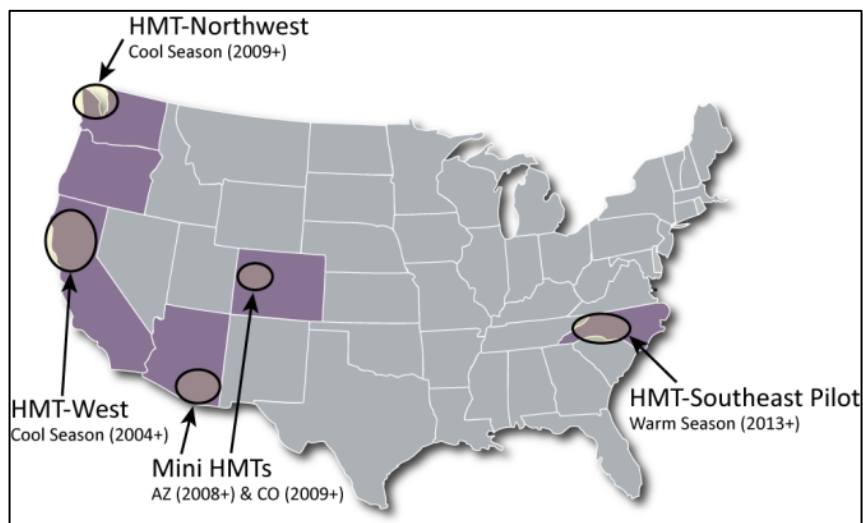 HMT-Northwest
Cool Season (2009+)
HMT-West
Cool Season (2004+)
Mini HMTs
AZ (2008+) & CO (2009+)
HMT-Southeast Pilot
Warm Season (2013+)